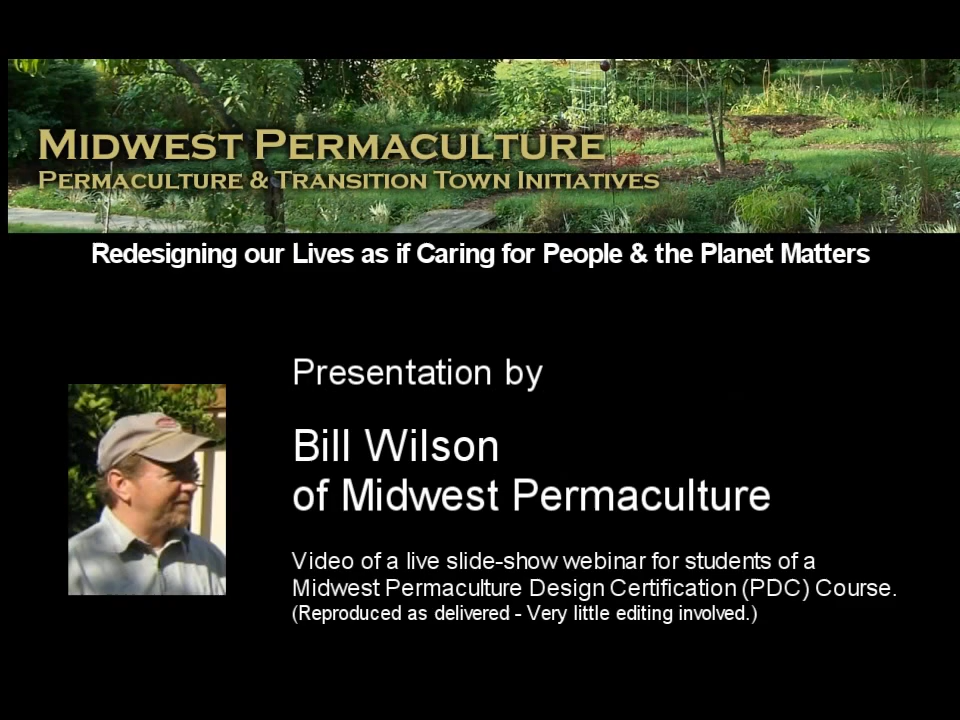 MIDWEST PERMACULTURE
PERMACULTURE & TRANSITION TOWN INITIATIVES
Redesigning our Lives as if Caring for People & the Planet Matters
Presentation by
Bill Wilson
of Midwest Permaculture
Video of a live slide-show webinar for students of a
Midwest Permaculture Design Certification (PDC) Course.
(Reproduced as delivered - Very little editing involved.)